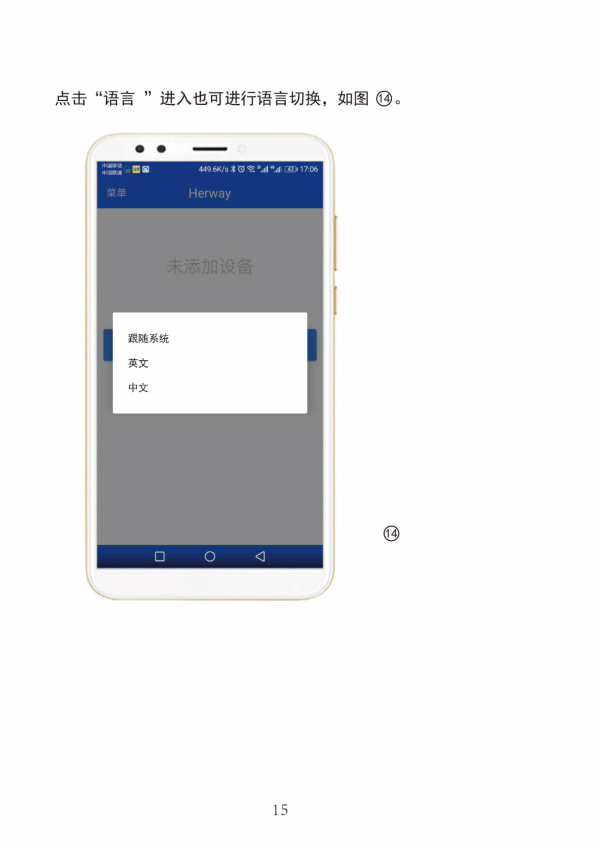 点击“语言 ”进入也可进行语言切换，如图 ⑭。
中国移动
中国联通
449.6K/s 43 17:06
菜单 Herway
未添加设备
跟随系统
英文
中文
⑭
15